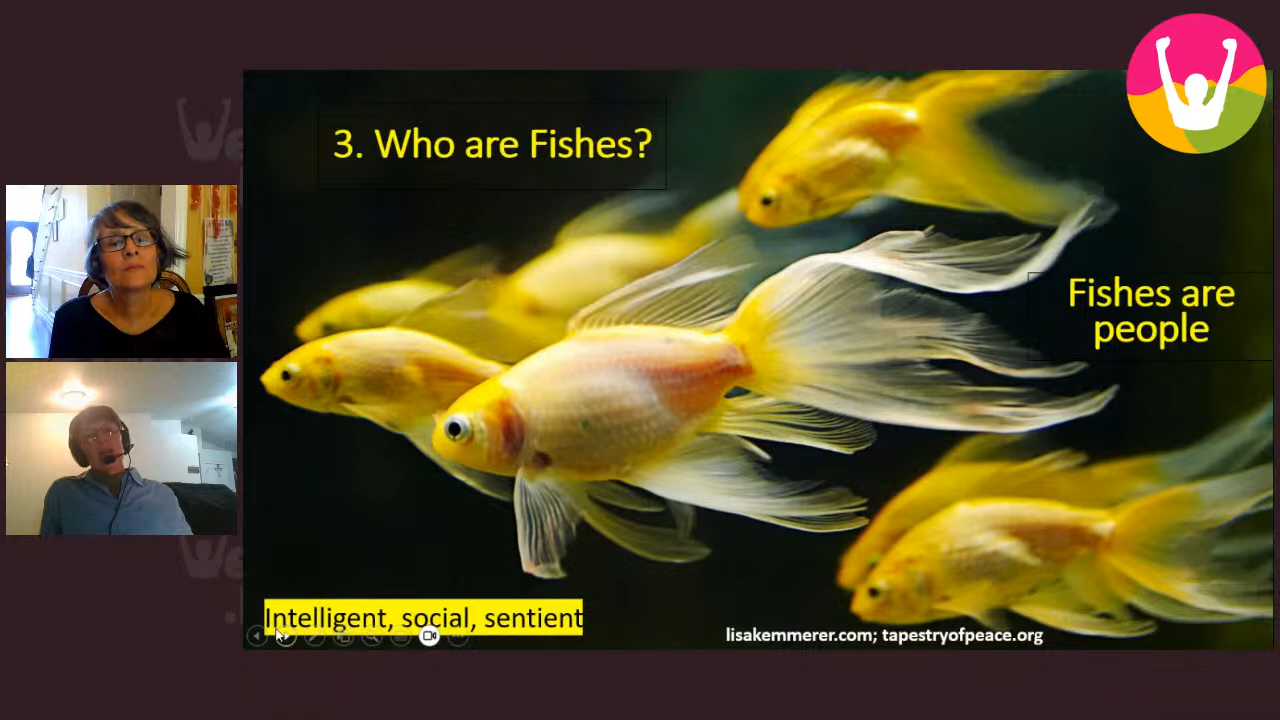 3. Who are Fishes?
Fishes are
people
Intelligent, social, sentient
lisakemmerer.com; tapestryofpeace.org